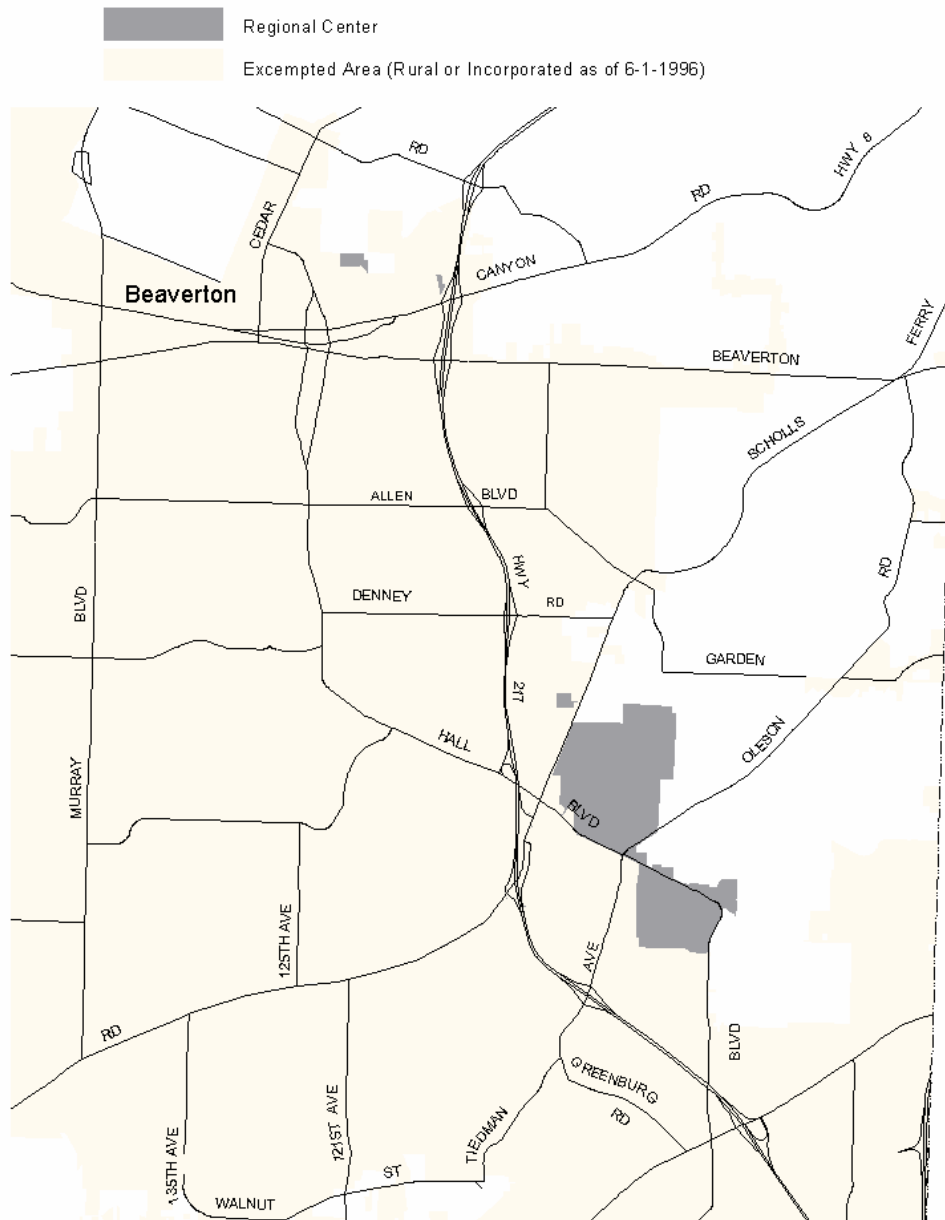 Regional Center
Excempted Area (Rural or Incorporated as of 6-1-1996)
RD
HWY 8
RD
CEDAR
CANYON
Beaverton
FERRY
BEAVERTON
SCHOLLS
ALLEN
BLVD
HWY
RD
BLVD
DENNEY
RD
GARDEN
217
HALL
OLESON
MURRAY
BLVD
125TH AVE
AVE
RD
BLVD
GREENBURG
RD
121ST AVE
TIEDMAN
135TH AVE
ST
WALNUT